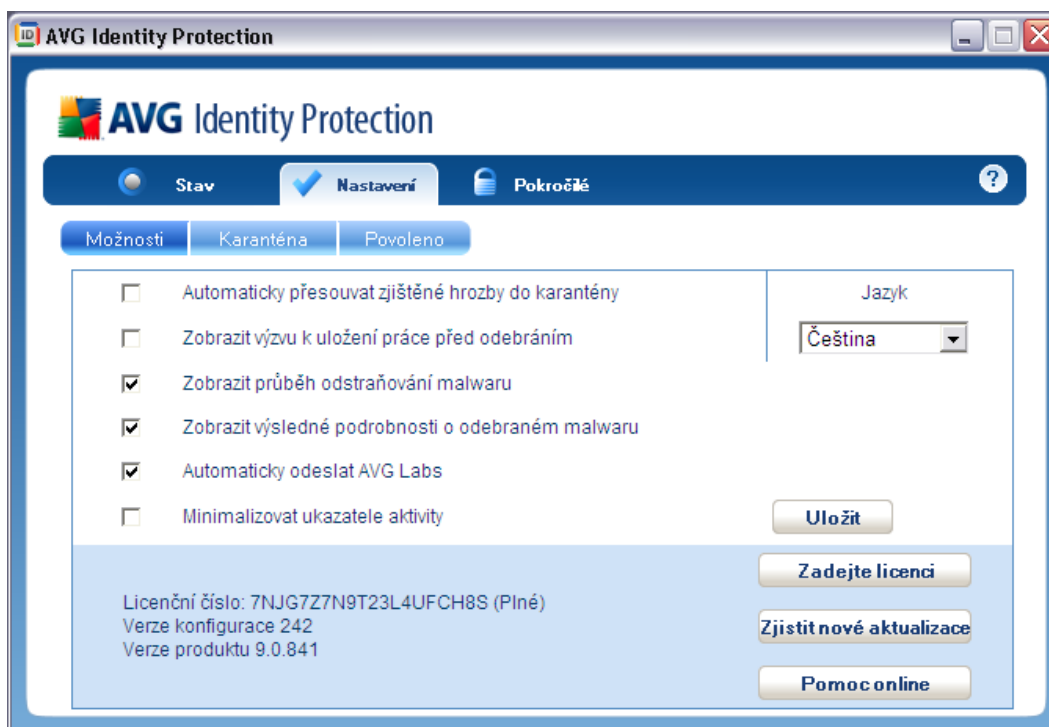 AVG Identity Protection
AVG Identity Protection
Stav Nastavení Pokročilé ?
Možnosti Karanténa Povoleno
Automaticky přesouvat zjištěné hrozby do karantény
Jazyk
Zobrazit výzvu k uložení práce před odebráním
Čeština
Zobrazit průběh odstraňování malwaru
Zobrazit výsledné podrobnosti o odebraném malwaru
Automaticky odeslat AVG Labs
Minimalizovat ukazatele aktivity
Uložit
Zadejte licenci
Licenční číslo: 7NJG7Z7N9T23L4UFCH8S (Plné)
Verze konfigurace 242
Verze produktu 9.0.841
Zjistit nové aktualizace
Pomoc online